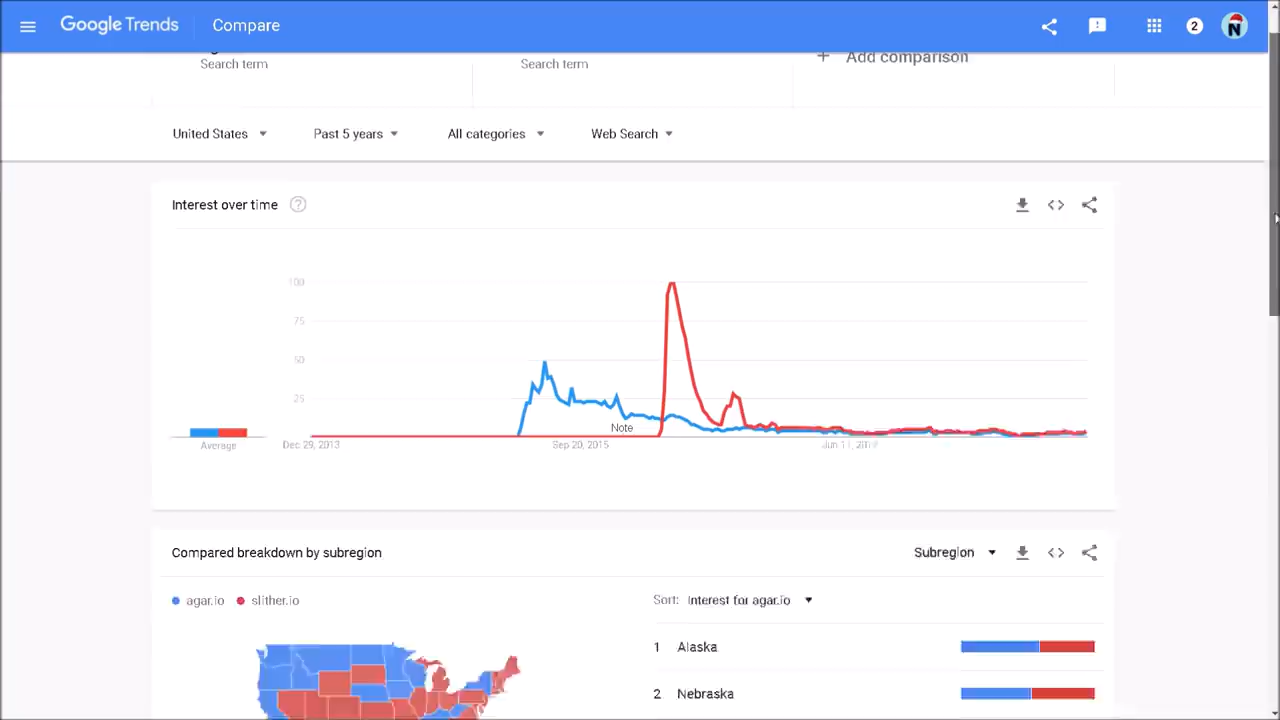 Google Trends Compare 2 N
Search term Search term + Add comparison
United States Past 5 years All categories Web Search
Interest over time ?
100
75
50
25
Note
Average Dec 29, 2013 Sep 20, 2015 Jun 11, 
Compared breakdown by subregion Subregion
agar.io slither.io Sort: Interest for agar.io
1 Alaska
2 Nebraska